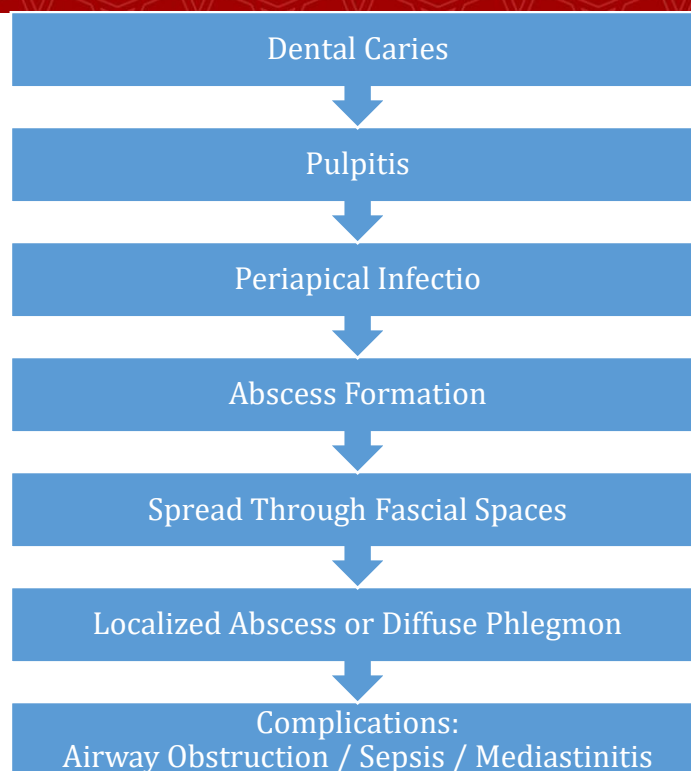 Dental Caries
Pulpitis
Periapical Infectio
Abscess Formation
Spread Through Fascial Spaces
Localized Abscess or Diffuse Phlegmon
Complications:
Airway Obstruction / Sepsis / Mediastinitis